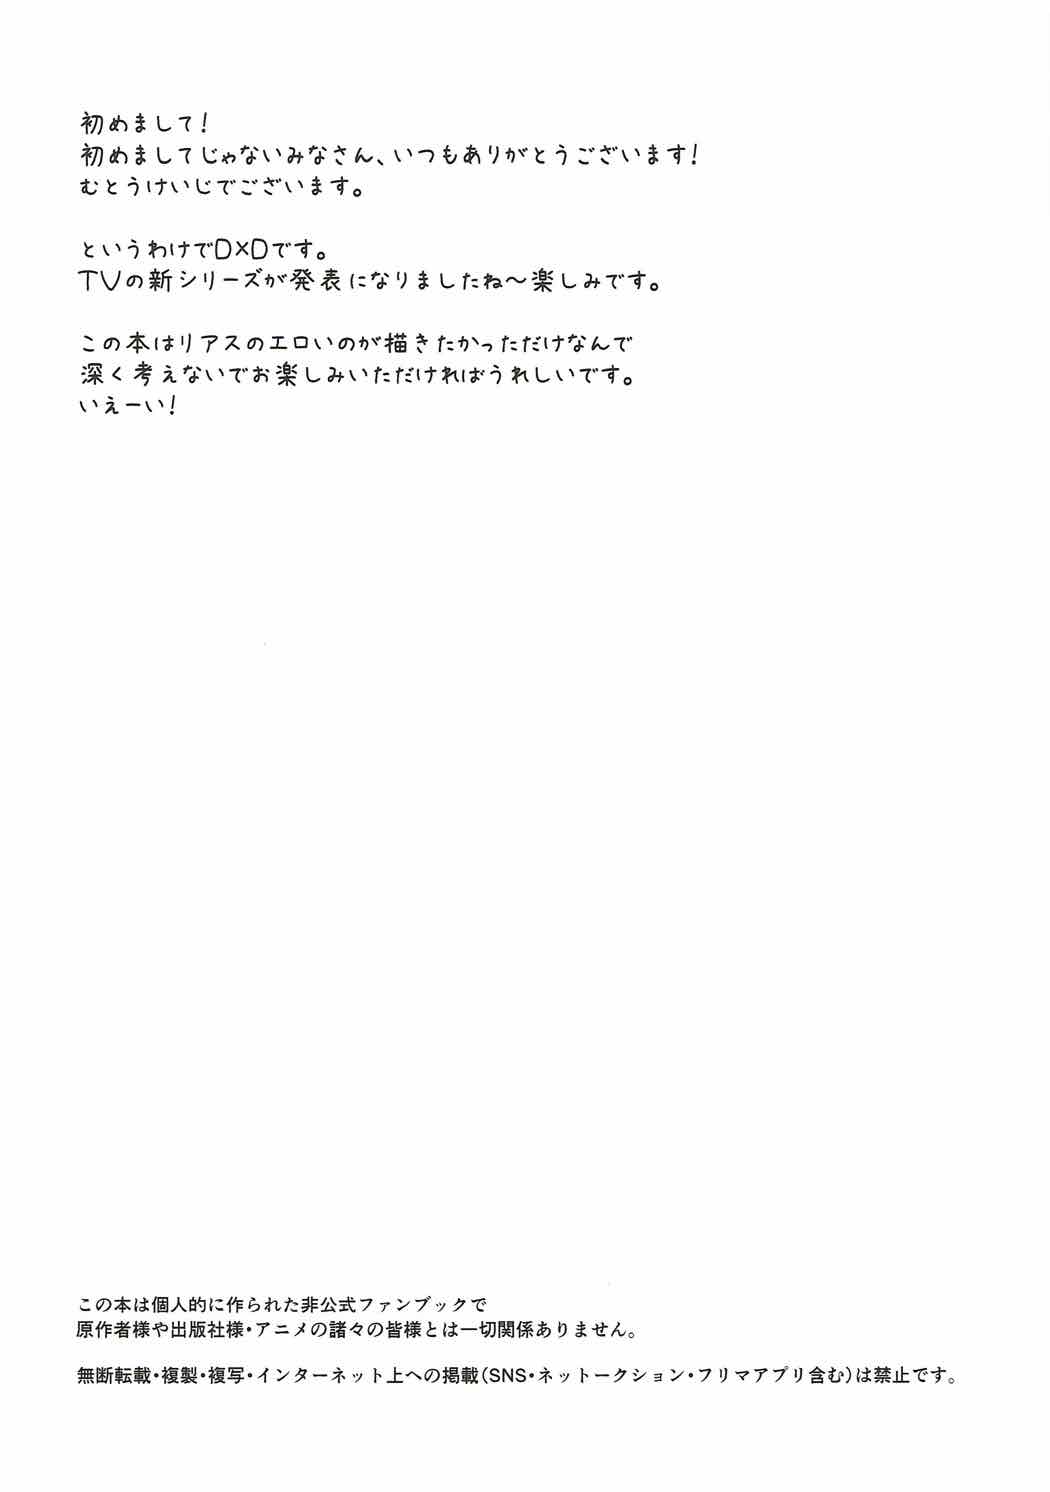 初めまして!
初めましてじゃないみなさん、いつもありがとうございます!
むとうけいじでございます。
というわけでD×Dです。
TVの新シリーズが発表になりましたね〜楽しみです。
この本はリアスのエロいのが描きたかっただけなんで
深く考えないでお楽しみいただければうれしいです。
いえーい!
この本は個人的に作られた非公式ファンブックで
原作者様や出版社様・アニメの諸々の皆様とは一切関係ありません。
無断転載・複製・複写・インターネット上への掲載(SNS・ネットークション・フリマアプリ含む)は禁止です。